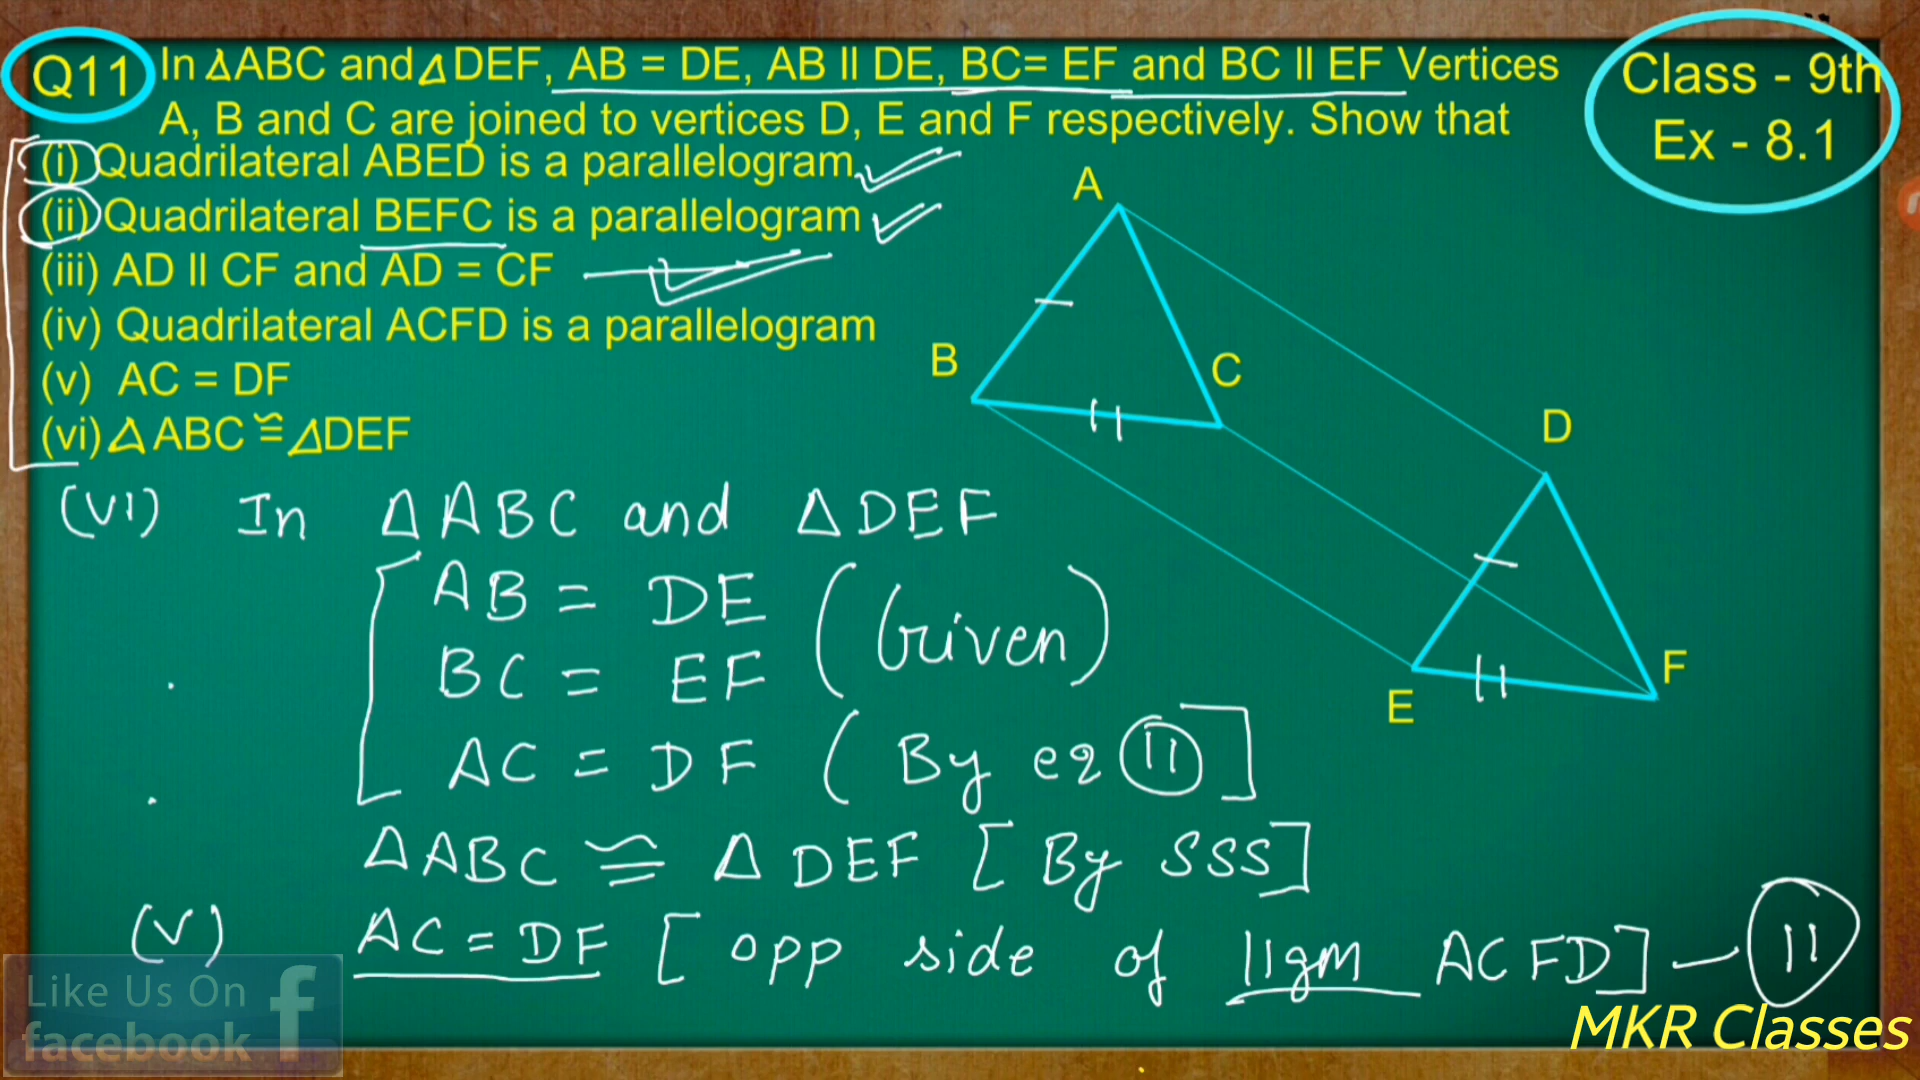 Q11 In ΔABC and Δ DEF, AB = DE, AB ll DE, BC= EF and BC ll EF Vertices
A, B and C are joined to vertices D, E and F respectively. Show that
(i) Quadrilateral ABED is a parallelogram
(ii) Quadrilateral BEFC is a parallelogram
(iii) AD ll CF and AD = CF
(iv) Quadrilateral ACFD is a parallelogram
(v) AC = DF
(vi) Δ ABC ≅ ΔDEF
Class - 9th
Ex - 8.1
A
B
C
D
E
F
(VI) In Δ ABC and Δ DEF
AB = DE (Given)
BC = EF
AC = DF ( By eq 11 ]
Δ ABC ≅ Δ DEF [ By SSS]
(V) AC = DF [ opp side of llgm ACFD] — 11
Like Us On
facebook
f
MKR Classes